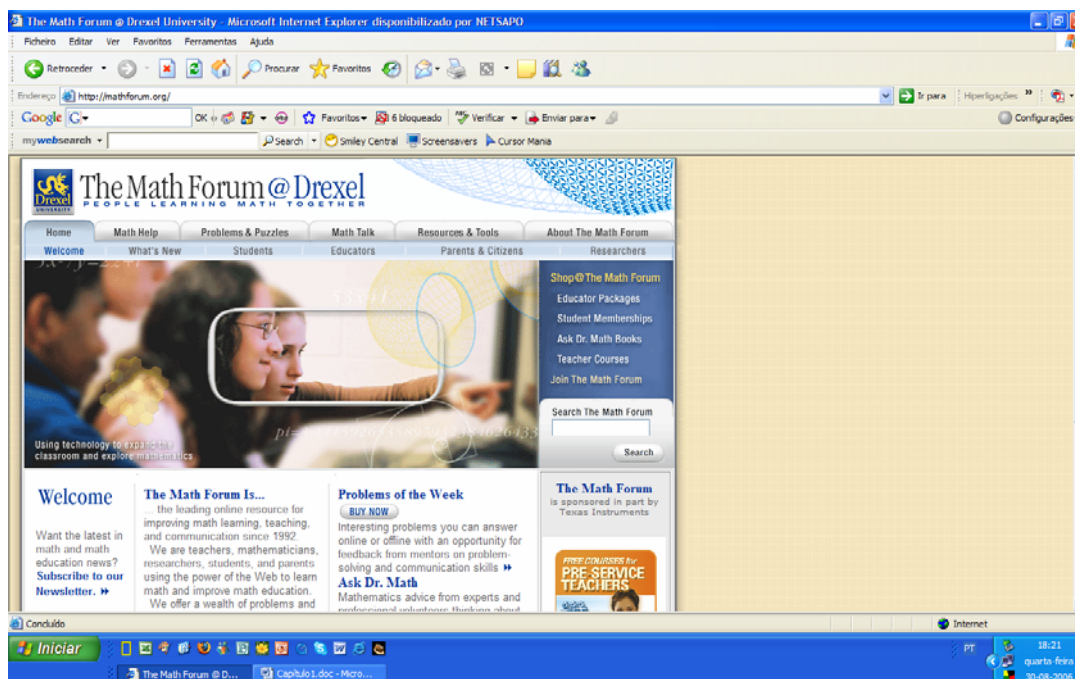 The Math Forum @ Drexel University - Microsoft Internet Explorer disponibilizado por NETSAPO
Ficheiro Editar Ver Favoritos Ferramentas Ajuda
Retroceder Procurar Favoritos
Endereço http://mathforum.org/ Ir para Hiperligações
Google G OK Favoritos 6 bloqueado Verificar Enviar para Configurações
mywebsearch Search Smiley Central Screensavers Cursor Mania
Drexel
UNIVERSITY
The Math Forum @ Drexel
PEOPLE LEARNING MATH TOGETHER
Home Math Help Problems & Puzzles Math Talk Resources & Tools About The Math Forum
Welcome What's New Students Educators Parents & Citizens Researchers
53:41
Using technology to expand the
classroom and explore mathematics
Shop@The Math Forum
Educator Packages
Student Memberships
Ask Dr. Math Books
Teacher Courses
Join The Math Forum
Search The Math Forum
Search
Welcome
Want the latest in
math and math
education news?
Subscribe to our
Newsletter.
The Math Forum Is...
... the leading online resource for
improving math learning, teaching,
and communication since 1992.
We are teachers, mathematicians,
researchers, students, and parents
using the power of the Web to learn
math and improve math education.
We offer a wealth of problems and
Problems of the Week
BUY NOW
Interesting problems you can answer
online or offline with an opportunity for
feedback from mentors on problem-
solving and communication skills
Ask Dr. Math
Mathematics advice from experts and
professional volunteers thinking about
The Math Forum
is sponsored in part by
Texas Instruments
FREE COURSES for
PRE-SERVICE
TEACHERS
Concluído Internet
Iniciar PT 18:21
quarta-feira
The Math Forum @ D... Capítulo1.doc - Micro... 30-08-2006